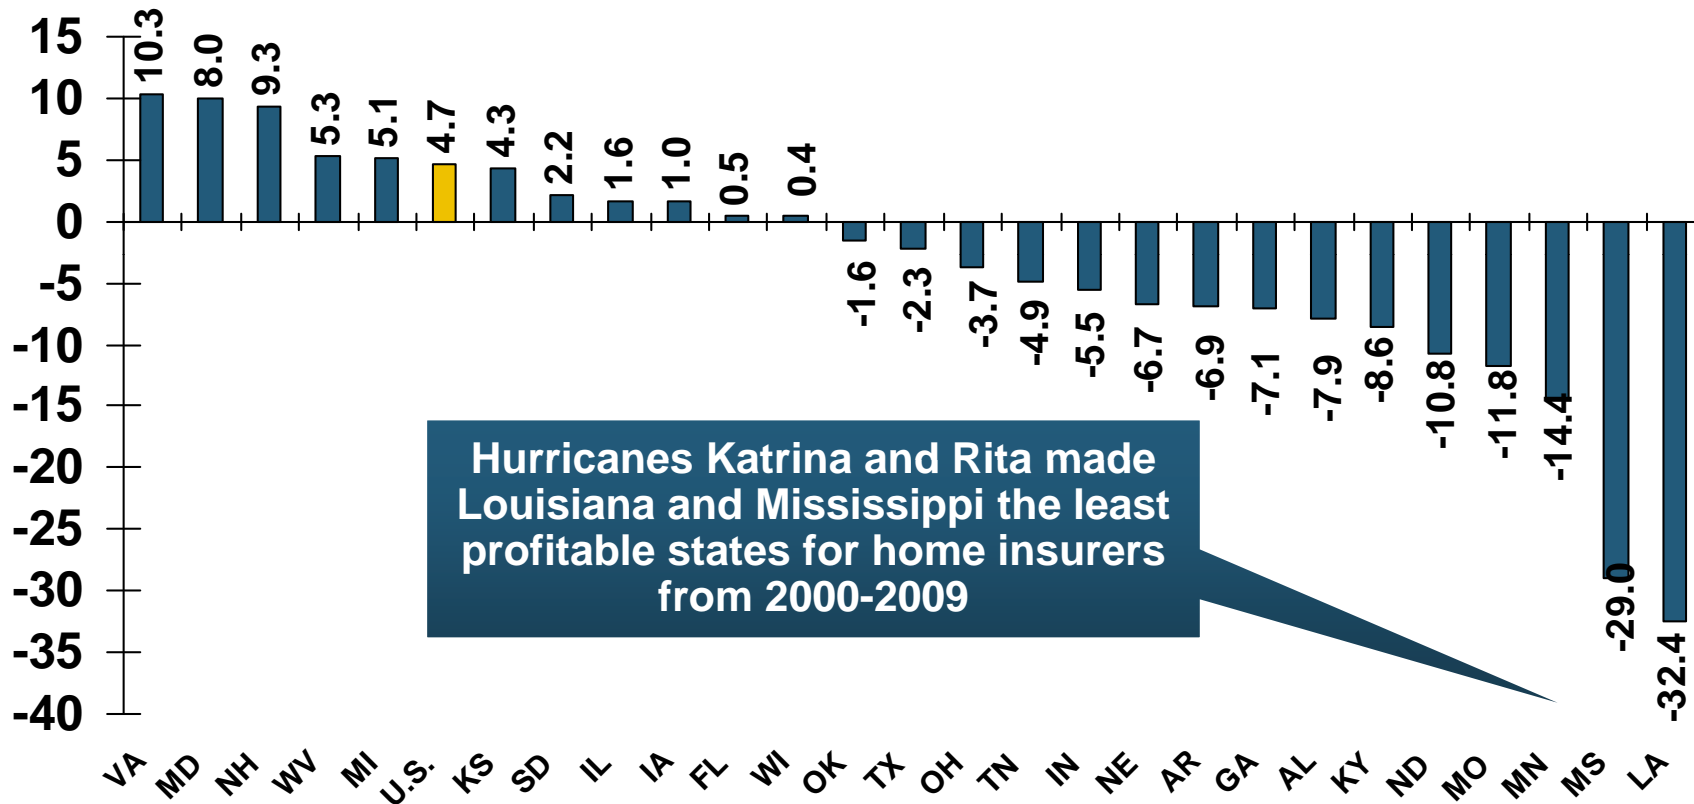 15
10
5
0
-5
-10
-15
-20
-25
-30
-35
-40
10.3
8.0
9.3
5.3
5.1
4.7
4.3
2.2
1.6
1.0
0.5
0.4
-1.6
-2.3
-3.7
-4.9
-5.5
-6.7
-6.9
-7.1
-7.9
-8.6
-10.8
-11.8
-14.4
-29.0
-32.4
Hurricanes Katrina and Rita made
Louisiana and Mississippi the least
profitable states for home insurers
from 2000-2009
VA
MD
NH
WV
MI
U.S.
KS
SD
IL
IA
FL
WI
OK
TX
OH
TN
IN
NE
AR
GA
AL
KY
ND
MO
MN
MS
LA